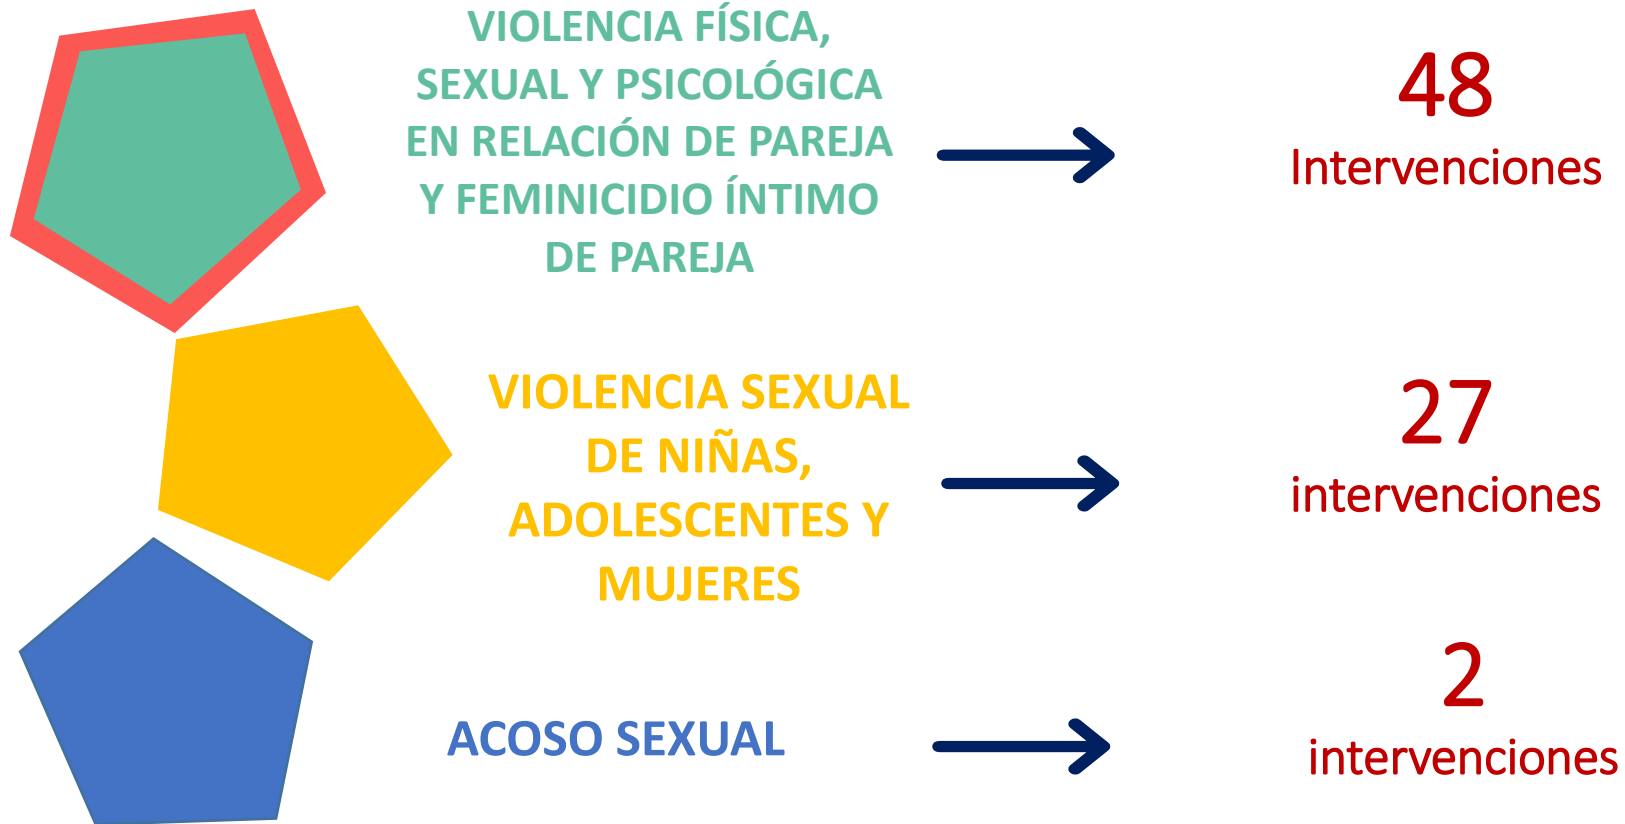 VIOLENCIA FÍSICA,
SEXUAL Y PSICOLÓGICA
EN RELACIÓN DE PAREJA
Y FEMINICIDIO ÍNTIMO
DE PAREJA
48
Intervenciones
VIOLENCIA SEXUAL
DE NIÑAS,
ADOLESCENTES Y
MUJERES
27
intervenciones
ACOSO SEXUAL
2
intervenciones